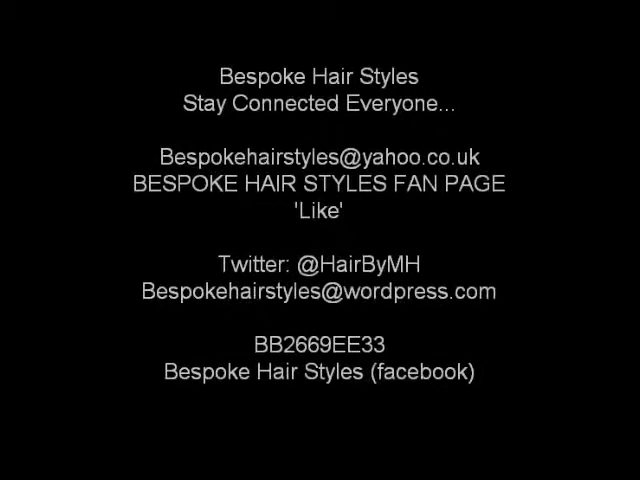 Bespoke Hair Styles
Stay Connected Everyone...
Bespokehairstyles@yahoo.co.uk
BESPOKE HAIR STYLES FAN PAGE
'Like'
Twitter: @HairByMH
Bespokehairstyles@wordpress.com
BB2669EE33
Bespoke Hair Styles (facebook)